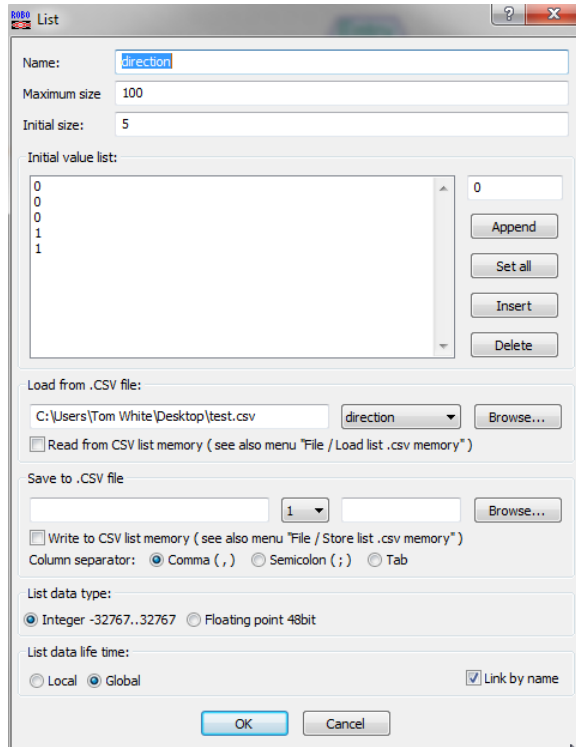 ROBO List ?
Name: direction
Maximum size 100
Initial size: 5
Initial value list:
0
0
0
1
1
0
Append
Set all
Insert
Delete
Load from .CSV file:
C:\Users\Tom White\Desktop\test.csv direction Browse...
Read from CSV list memory ( see also menu "File / Load list .csv memory" )
Save to .CSV file
1 Browse...
Write to CSV list memory ( see also menu "File / Store list .csv memory" )
Column separator: Comma ( , ) Semicolon ( ; ) Tab
List data type:
Integer -32767..32767 Floating point 48bit
List data life time:
Local Global Link by name
OK Cancel